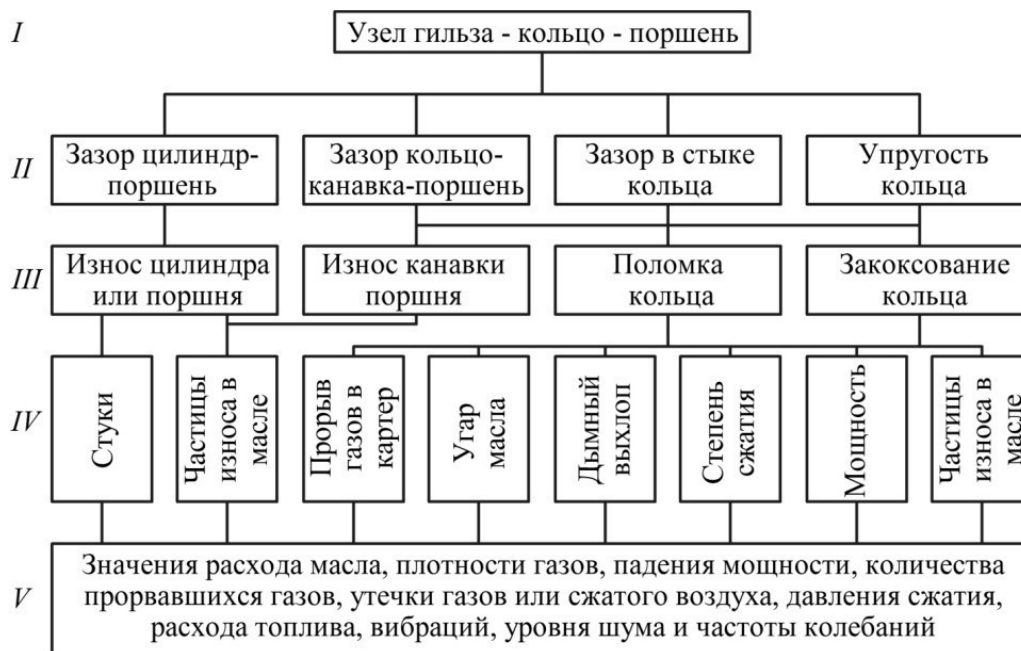 I
Узел гильза - кольцо - поршень
II
Зазор цилиндр-
поршень
Зазор кольцо-
канавка-поршень
Зазор в стыке
кольца
Упругость
кольца
III
Износ цилиндра
или поршня
Износ канавки
поршня
Поломка
кольца
Закоксование
кольца
IV
Стуки
Частицы
износа в
масле
Прорыв
газов в
картер
Угар
масла
Дымный
выхлоп
Степень
сжатия
Мощность
Частицы
износа в
масле
V
Значения расхода масла, плотности газов, падения мощности, количества
прорвавшихся газов, утечки газов или сжатого воздуха, давления сжатия,
расхода топлива, вибраций, уровня шума и частоты колебаний